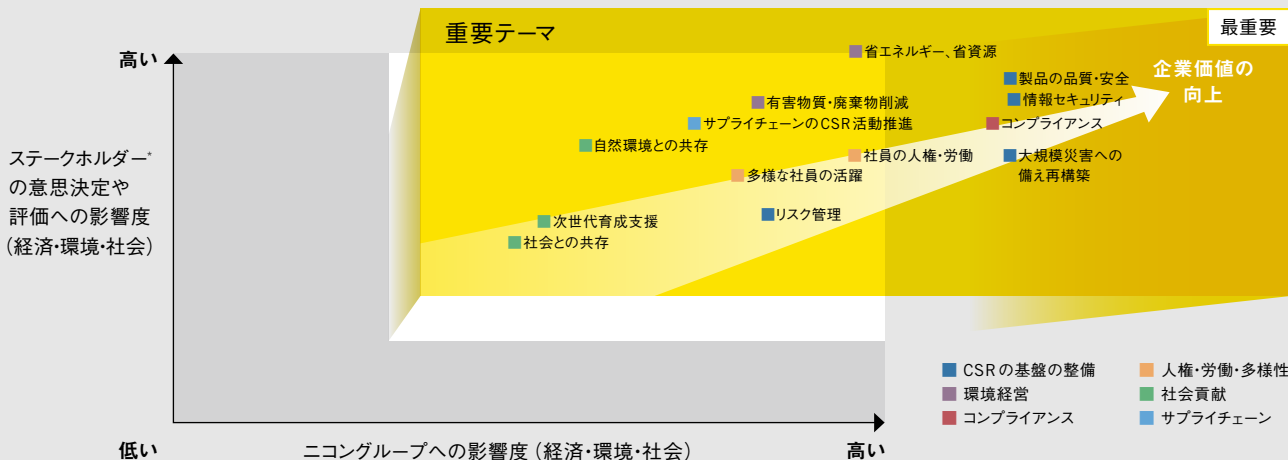 重要テーマ
最重要
高い
省エネルギー、省資源
企業価値の
向上
製品の品質・安全
情報セキュリティ
有害物質・廃棄物削減
サプライチェーンのCSR活動推進
コンプライアンス
自然環境との共存
社員の人権・労働
大規模災害への
備え再構築
多様な社員の活躍
リスク管理
次世代育成支援
社会との共存
ステークホルダー*
の意思決定や
評価への影響度
（経済・環境・社会）
CSRの基盤の整備
人権・労働・多様性
環境経営
社会貢献
コンプライアンス
サプライチェーン
低い
ニコングループへの影響度（経済・環境・社会）
高い